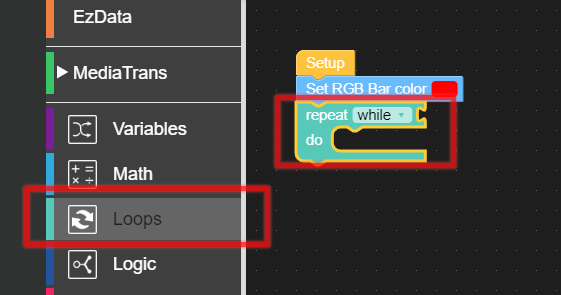 EzData
MediaTrans
Variables
Math
Loops
Logic
Setup
Set RGB Bar color
repeat while
do